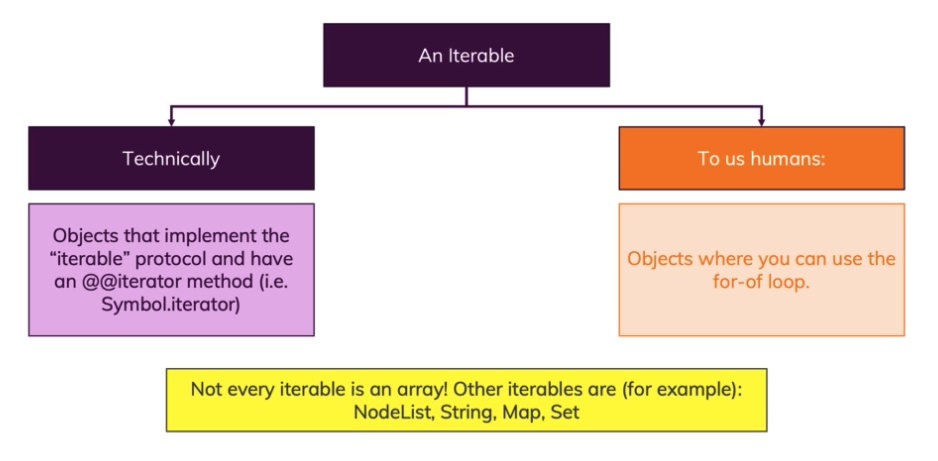 An Iterable
Technically
To us humans:
Objects that implement the
“iterable” protocol and have
an @@iterator method (i.e.
Symbol.iterator)
Objects where you can use the
for-of loop.
Not every iterable is an array! Other iterables are (for example):
NodeList, String, Map, Set